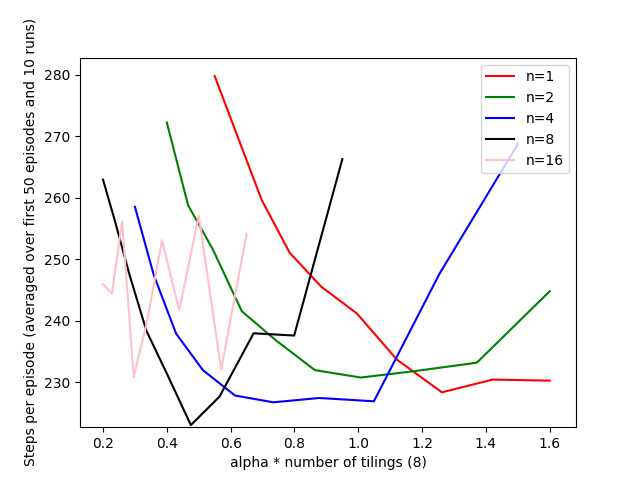 Steps per episode (averaged over first 50 episodes and 10 runs)
280
270
260
250
240
230
0.2 0.4 0.6 0.8 1.0 1.2 1.4 1.6
alpha * number of tilings (8)
n=1
n=2
n=4
n=8
n=16